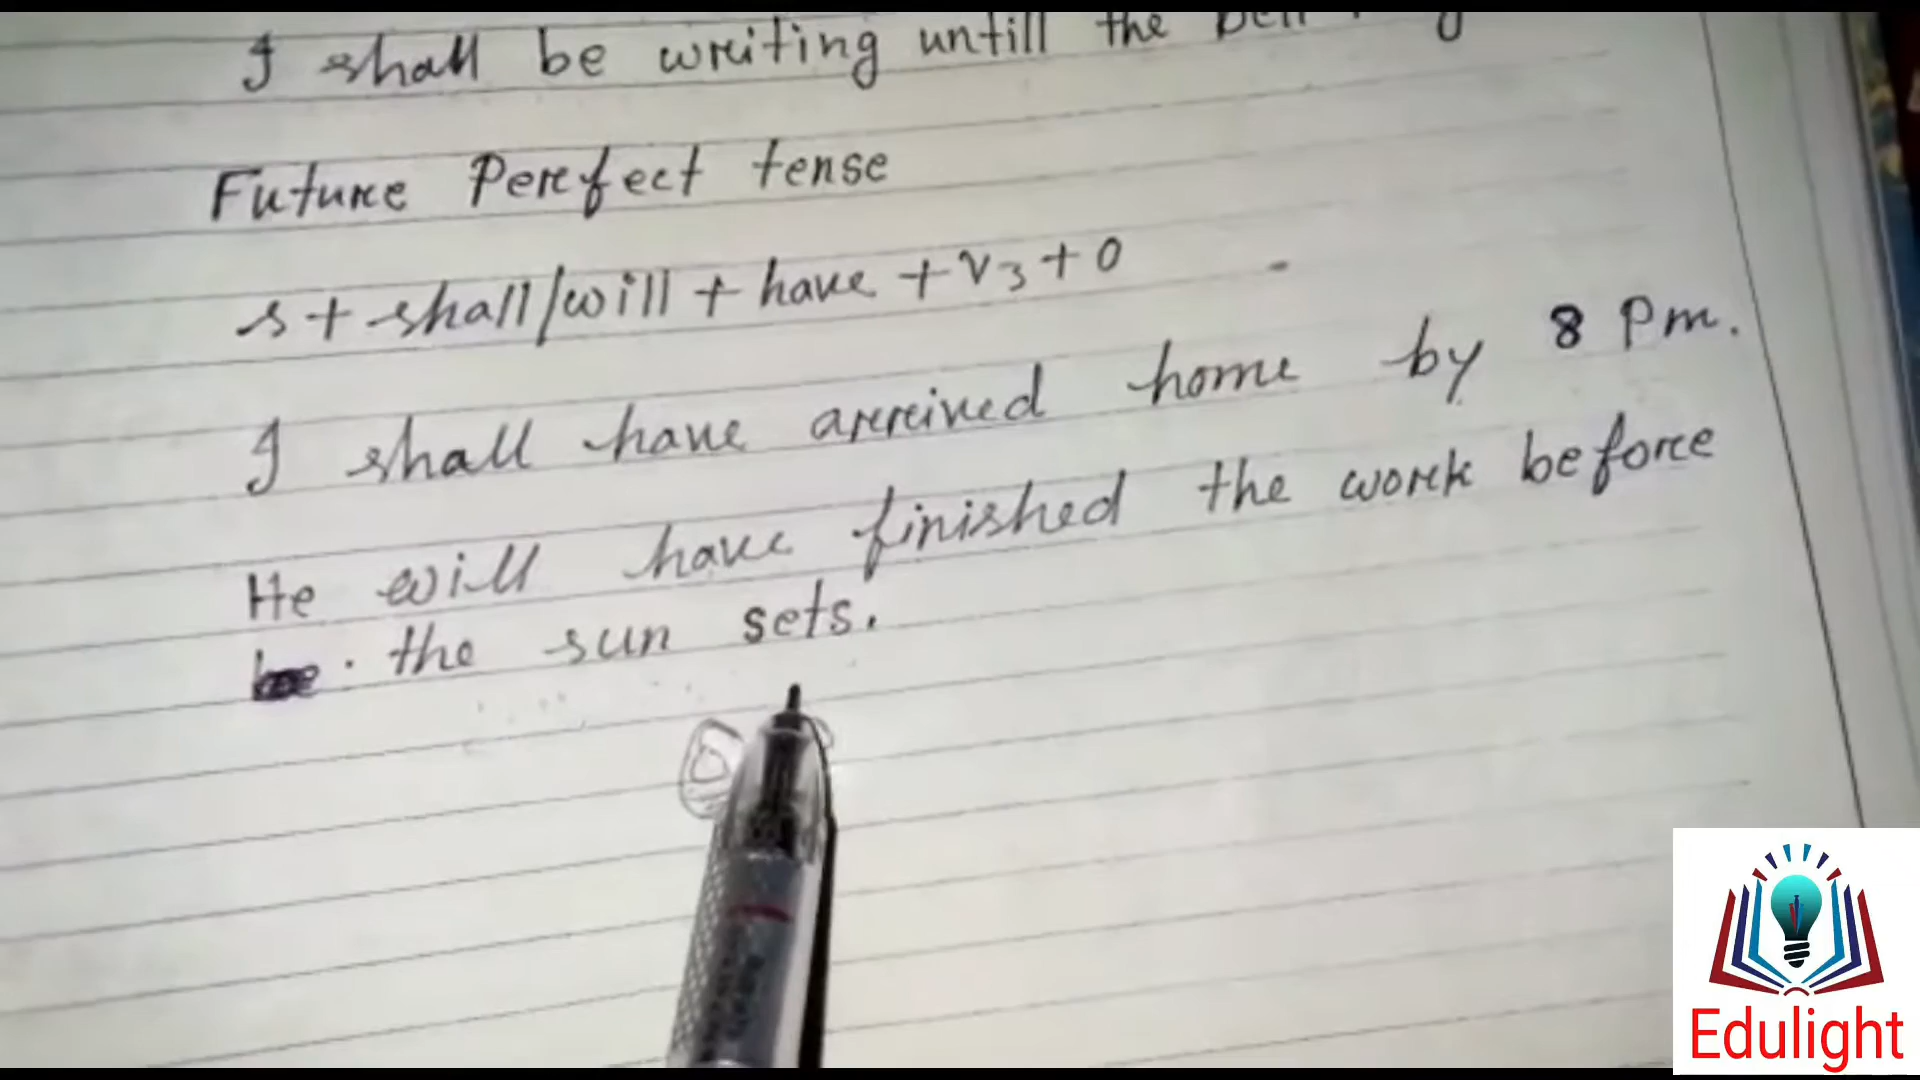 I shall be writing untill the
Future Perfect tense
s + shall/will + have + v3 + o
I shall have arrived home by 8 Pm.
He will have finished the work before
the sun sets.
Edulight